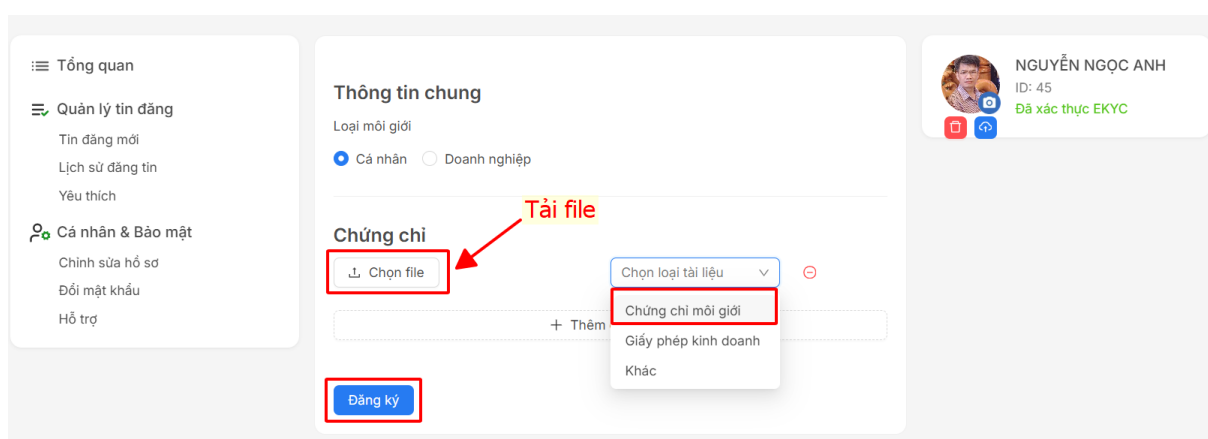 Tổng quan
Quản lý tin đăng
Tin đăng mới
Lịch sử đăng tin
Yêu thích
Cá nhân & Bảo mật
Chỉnh sửa hồ sơ
Đổi mật khẩu
Hỗ trợ
Thông tin chung
Loại môi giới
Cá nhân
Doanh nghiệp
Tải file
Chứng chỉ
Chọn file
Chọn loại tài liệu
Chứng chỉ môi giới
Giấy phép kinh doanh
Khác
Thêm
Đăng ký
NGUYỄN NGỌC ANH
ID: 45
Đã xác thực EKYC